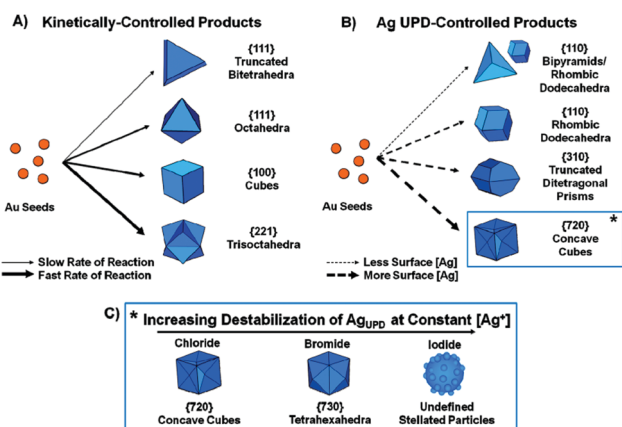 A) Kinetically-Controlled Products
{111}
Truncated
Bitetrahedra
{111}
Octahedra
{100}
Cubes
{221}
Trisoctahedra
Au Seeds
Slow Rate of Reaction
Fast Rate of Reaction
B) Ag UPD-Controlled Products
{110}
Bipyramids/
Rhombic
Dodecahedra
{110}
Rhombic
Dodecahedra
{310}
Truncated
Ditetragonal
Prisms
{720}
Concave
Cubes
*
Au Seeds
Less Surface [Ag]
More Surface [Ag]
C) * Increasing Destabilization of AgUPD at Constant [Ag+]
Chloride
{720}
Concave Cubes
Bromide
{730}
Tetrahexahedra
Iodide
Undefined
Stellated Particles